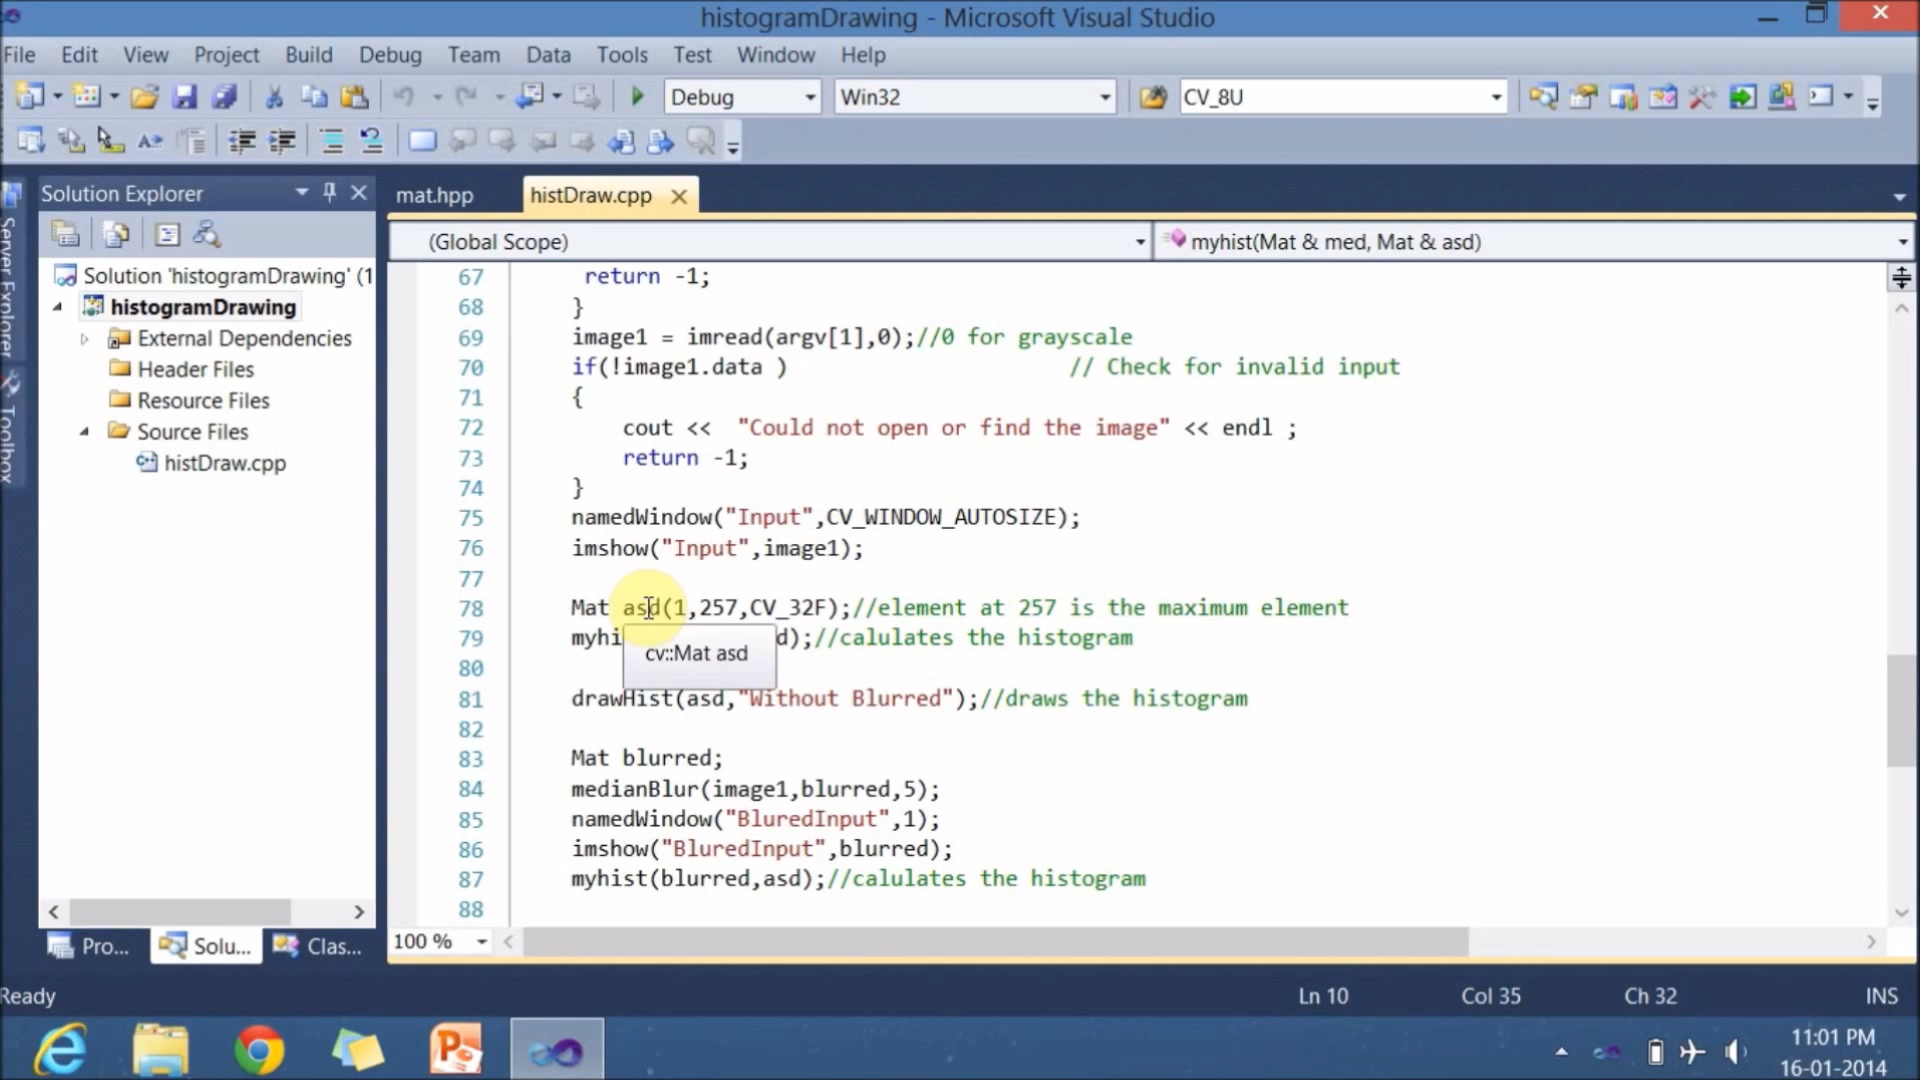 histogramDrawing - Microsoft Visual Studio
File Edit View Project Build Debug Team Data Tools Test Window Help
Debug Win32 CV_8U
Server Explorer
Toolbox
Solution Explorer
Solution 'histogramDrawing' (1
histogramDrawing
External Dependencies
Header Files
Resource Files
Source Files
histDraw.cpp
Pro... Solu... Clas...
mat.hpp histDraw.cpp
(Global Scope) myhist(Mat & med, Mat & asd)
67 return -1;
68 }
69 image1 = imread(argv[1],0);//0 for grayscale
70 if(!image1.data ) // Check for invalid input
71 {
72 cout << "Could not open or find the image" << endl ;
73 return -1;
74 }
75 namedWindow("Input",CV_WINDOW_AUTOSIZE);
76 imshow("Input",image1);
77
78 Mat asd(1,257,CV_32F);//element at 257 is the maximum element
79 myhi d);//calulates the histogram
cv::Mat asd
80
81 drawHist(asd,"Without Blurred");//draws the histogram
82
83 Mat blurred;
84 medianBlur(image1,blurred,5);
85 namedWindow("BluredInput",1);
86 imshow("BluredInput",blurred);
87 myhist(blurred,asd);//calulates the histogram
88
100 %
Ready Ln 10 Col 35 Ch 32 INS
11:01 PM
16-01-2014